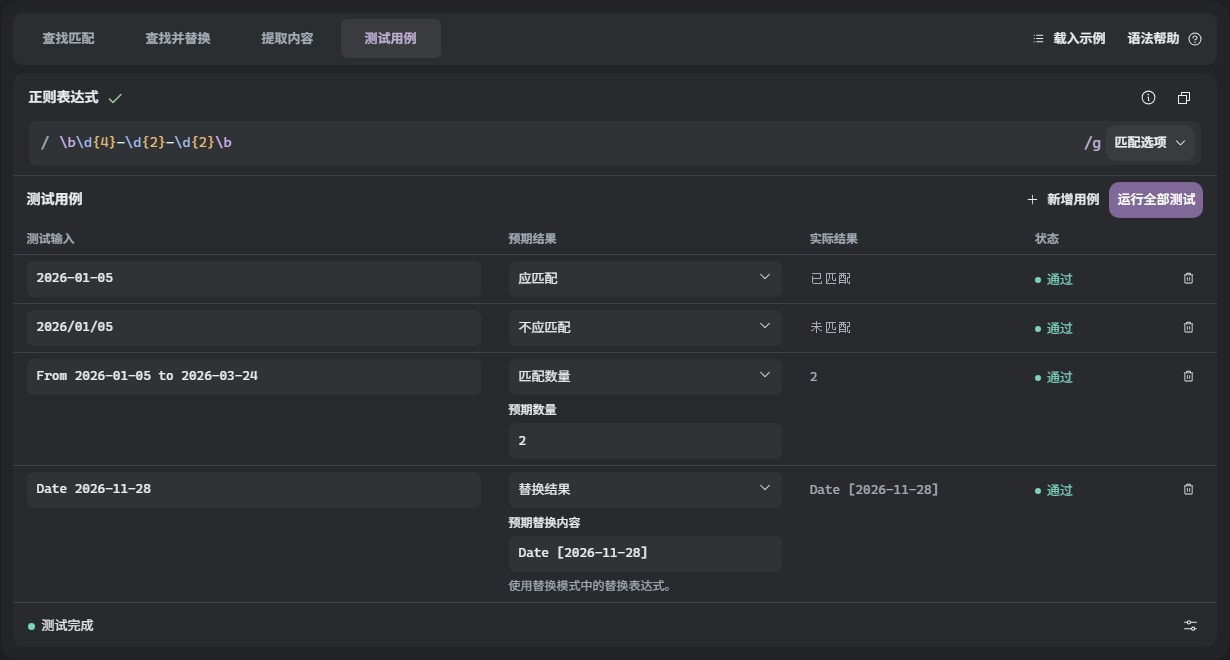 查找匹配 查找并替换 提取内容 测试用例 载入示例 语法帮助
正则表达式
/ \b\d{4}-\d{2}-\d{2}\b /g 匹配选项
测试用例 新增用例 运行全部测试
测试输入 预期结果 实际结果 状态
2026-01-05 应匹配 已匹配 通过
2026/01/05 不应匹配 未匹配 通过
From 2026-01-05 to 2026-03-24 匹配数量 2 通过
预期数量
2
Date 2026-11-28 替换结果 Date [2026-11-28] 通过
预期替换内容
Date [2026-11-28]
使用替换模式中的替换表达式。
测试完成